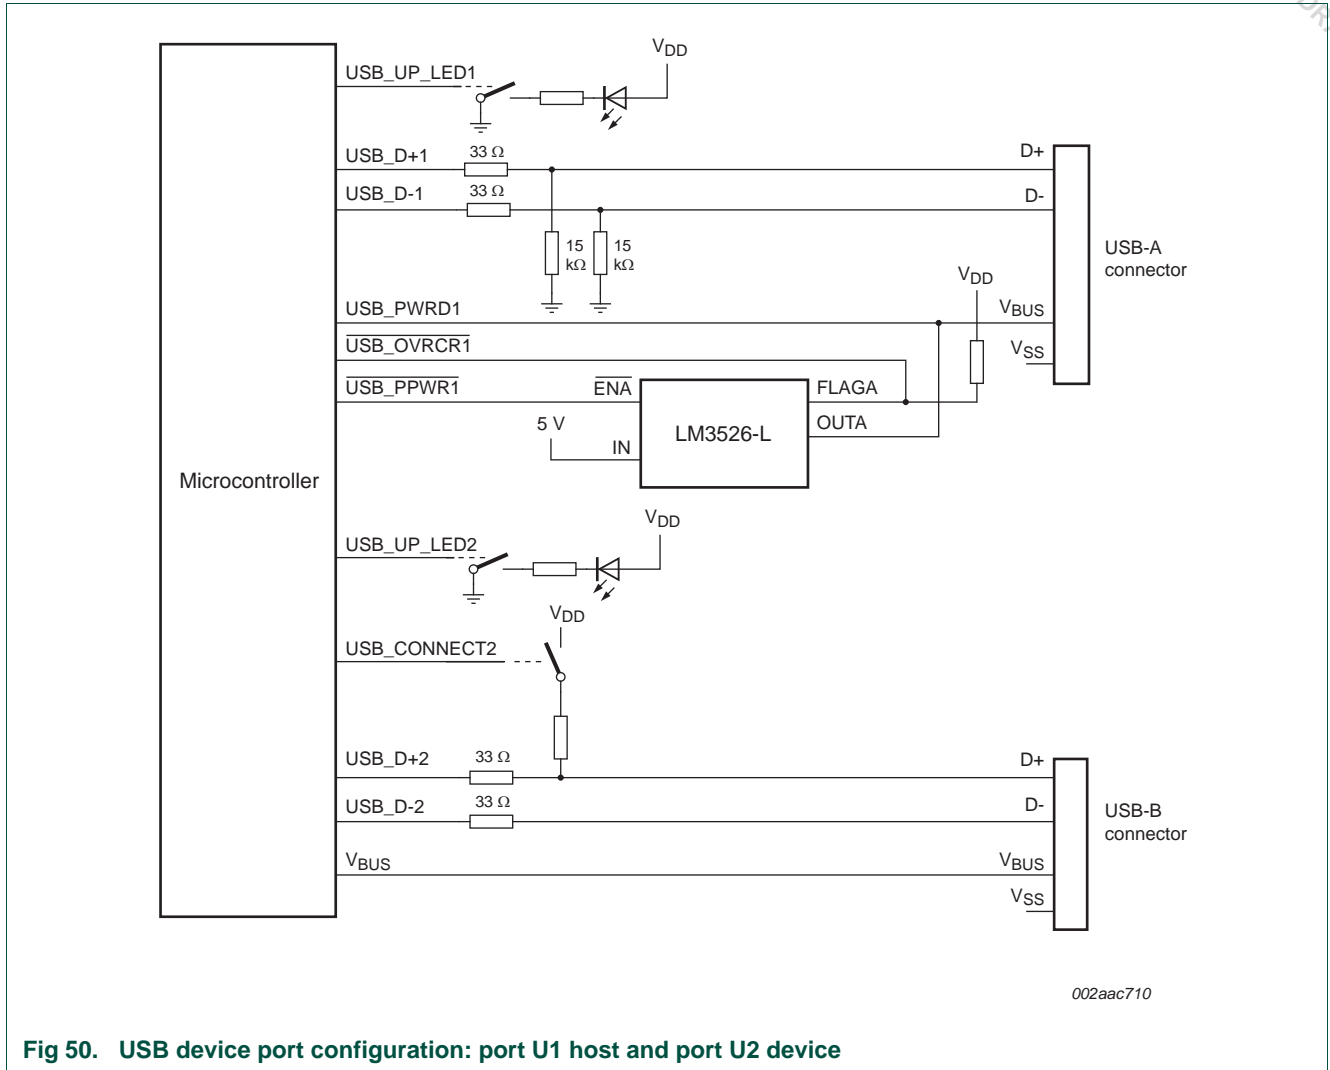 DR
VDD
USB_UP_LED1
USB_D+1
33 Ω
D+
USB_D-1
33 Ω
D-
15 kΩ
15 kΩ
USB-A
connector
VDD
USB_PWRD1
VBUS
USB_OVRCR1
VSS
USB_PPWR1
ENA
FLAGA
5 V
OUTA
LM3526-L
IN
Microcontroller
VDD
USB_UP_LED2
VDD
USB_CONNECT2
USB_D+2
33 Ω
D+
USB_D-2
33 Ω
D-
USB-B
connector
VBUS
VBUS
VSS
002aac710
Fig 50. USB device port configuration: port U1 host and port U2 device